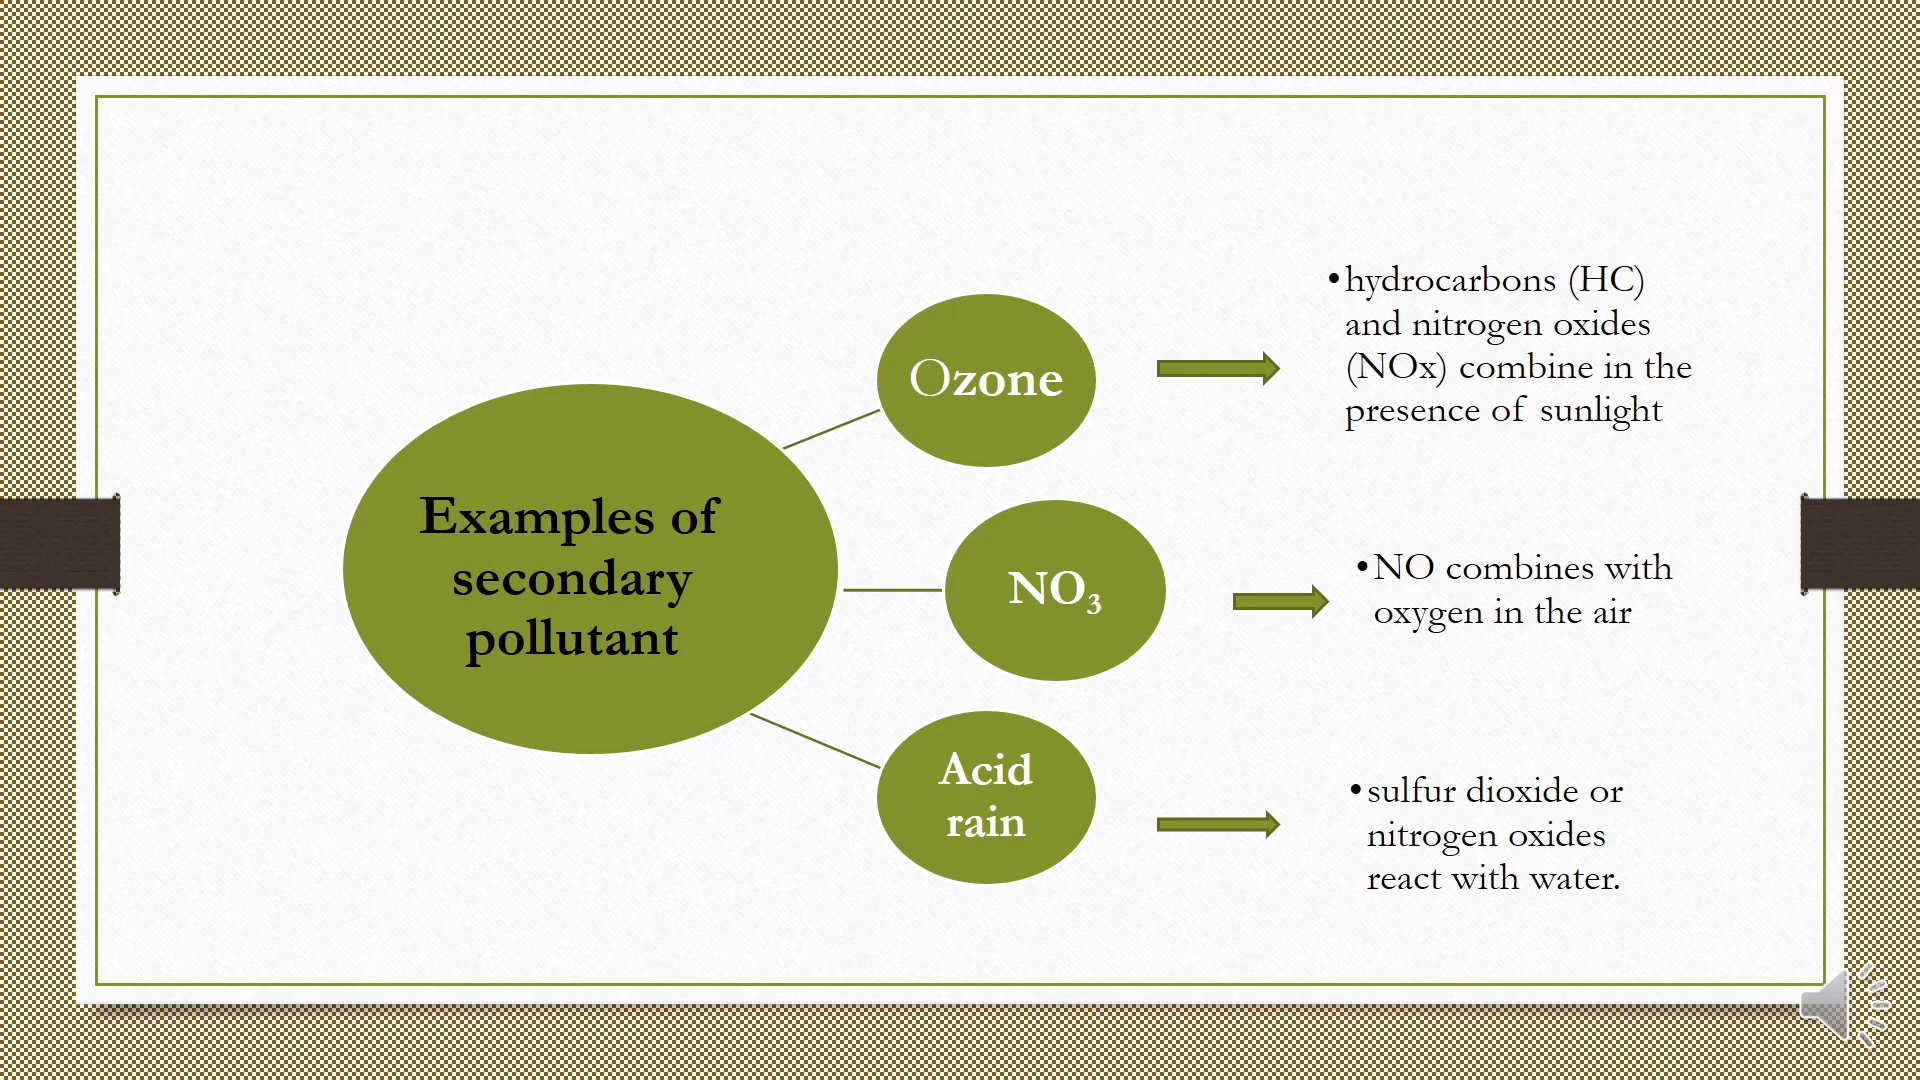 Examples of
secondary
pollutant
Ozone
•hydrocarbons (HC)
and nitrogen oxides
(NOx) combine in the
presence of sunlight
NO₃
•NO combines with
oxygen in the air
Acid
rain
•sulfur dioxide or
nitrogen oxides
react with water.